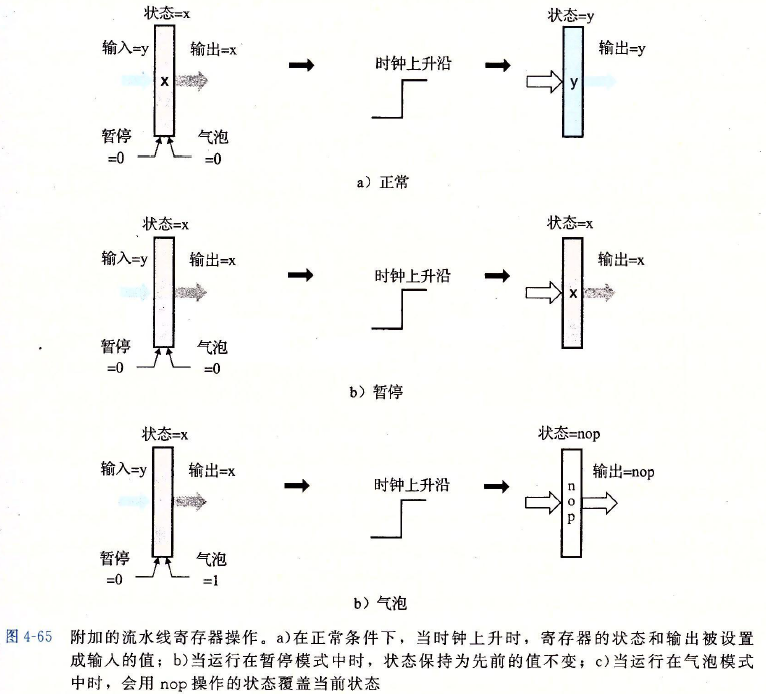 状态=x
状态=y
输入=y
输出=x
时钟上升沿
输出=y
x
y
暂停
=0
气泡
=0
a）正常
状态=x
状态=x
输入=y
输出=x
时钟上升沿
输出=x
x
暂停
=0
气泡
=0
b）暂停
状态=x
状态=nop
输入=y
输出=x
时钟上升沿
输出=nop
nop
暂停
=0
气泡
=1
b）气泡
图 4-65 附加的流水线寄存器操作。a)在正常条件下，当时钟上升时，寄存器的状态和输出被设置
成输入的值；b)当运行在暂停模式中时，状态保持为先前的值不变；c)当运行在气泡模式
中时，会用 nop 操作的状态覆盖当前状态